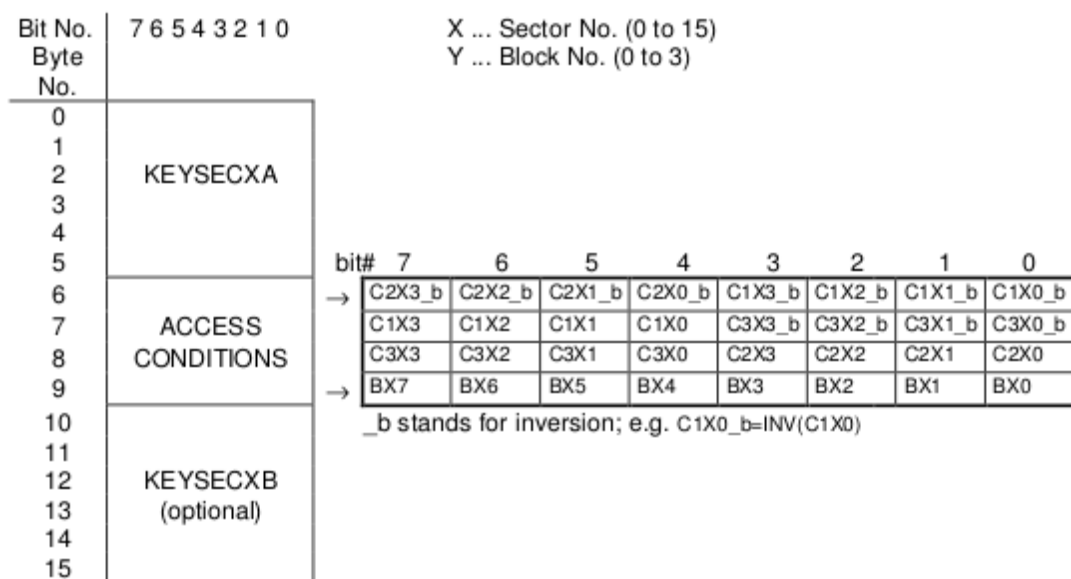 Bit No. 7 6 5 4 3 2 1 0 X ... Sector No. (0 to 15)
Byte Y ... Block No. (0 to 3)
No.
0
1
2 KEYSECXA
3
4
5 bit# 7 6 5 4 3 2 1 0
6 → C2X3_b C2X2_b C2X1_b C2X0_b C1X3_b C1X2_b C1X1_b C1X0_b
7 ACCESS C1X3 C1X2 C1X1 C1X0 C3X3_b C3X2_b C3X1_b C3X0_b
8 CONDITIONS C3X3 C3X2 C3X1 C3X0 C2X3 C2X2 C2X1 C2X0
9 → BX7 BX6 BX5 BX4 BX3 BX2 BX1 BX0
10 _b stands for inversion; e.g. C1X0_b=INV(C1X0)
11
12 KEYSECXB
13 (optional)
14
15